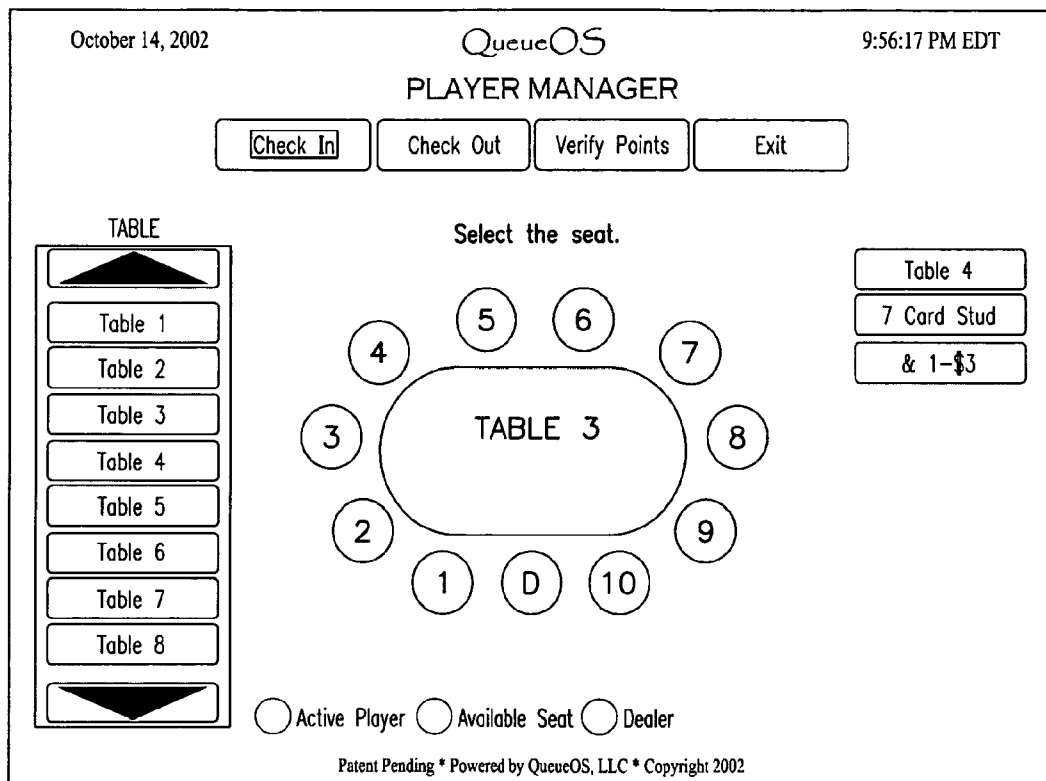 October 14, 2002
QueueOS
9:56:17 PM EDT
PLAYER MANAGER
Check In
Check Out
Verify Points
Exit
TABLE
Table 1
Table 2
Table 3
Table 4
Table 5
Table 6
Table 7
Table 8
Select the seat.
5
6
4
7
3
TABLE 3
8
2
9
1
D
10
Table 4
7 Card Stud
& 1-$3
Active Player
Available Seat
Dealer
Patent Pending * Powered by QueueOS, LLC * Copyright 2002